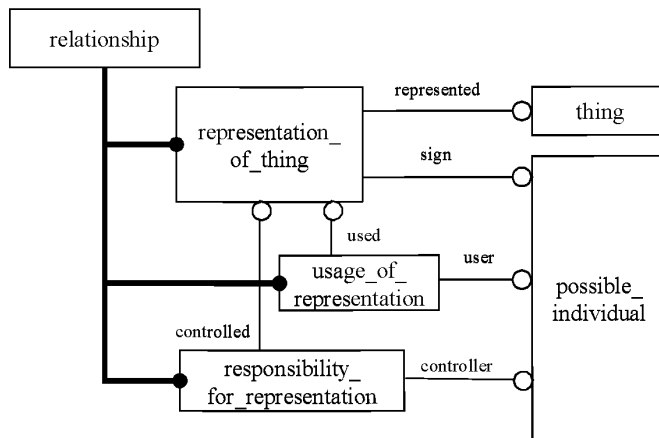 relationship
represented
thing
representation_
of_thing
sign
used
usage_of_
representation
user
possible_
individual
controlled
responsibility_
for_representation
controller